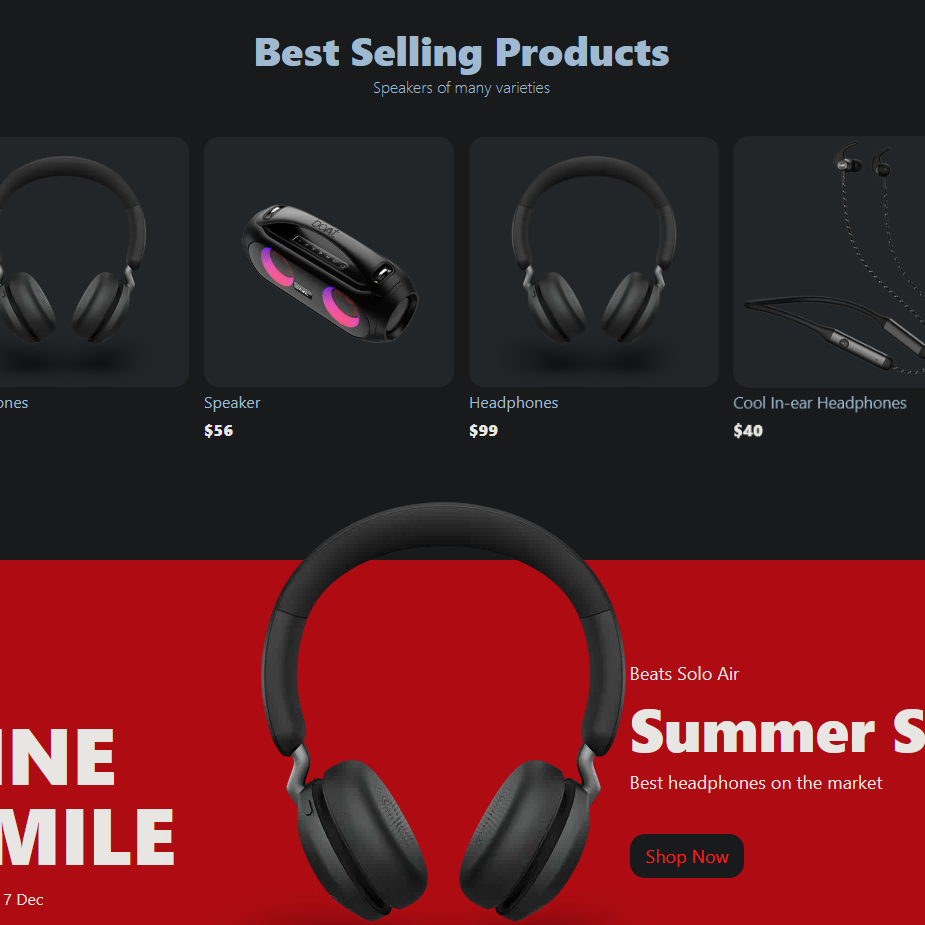 Best Selling Products
Speakers of many varieties
ones
Speaker
$56
Headphones
$99
Cool In-ear Headphones
$40
INE
MILE
7 Dec
Beats Solo Air
Summer S
Best headphones on the market
Shop Now